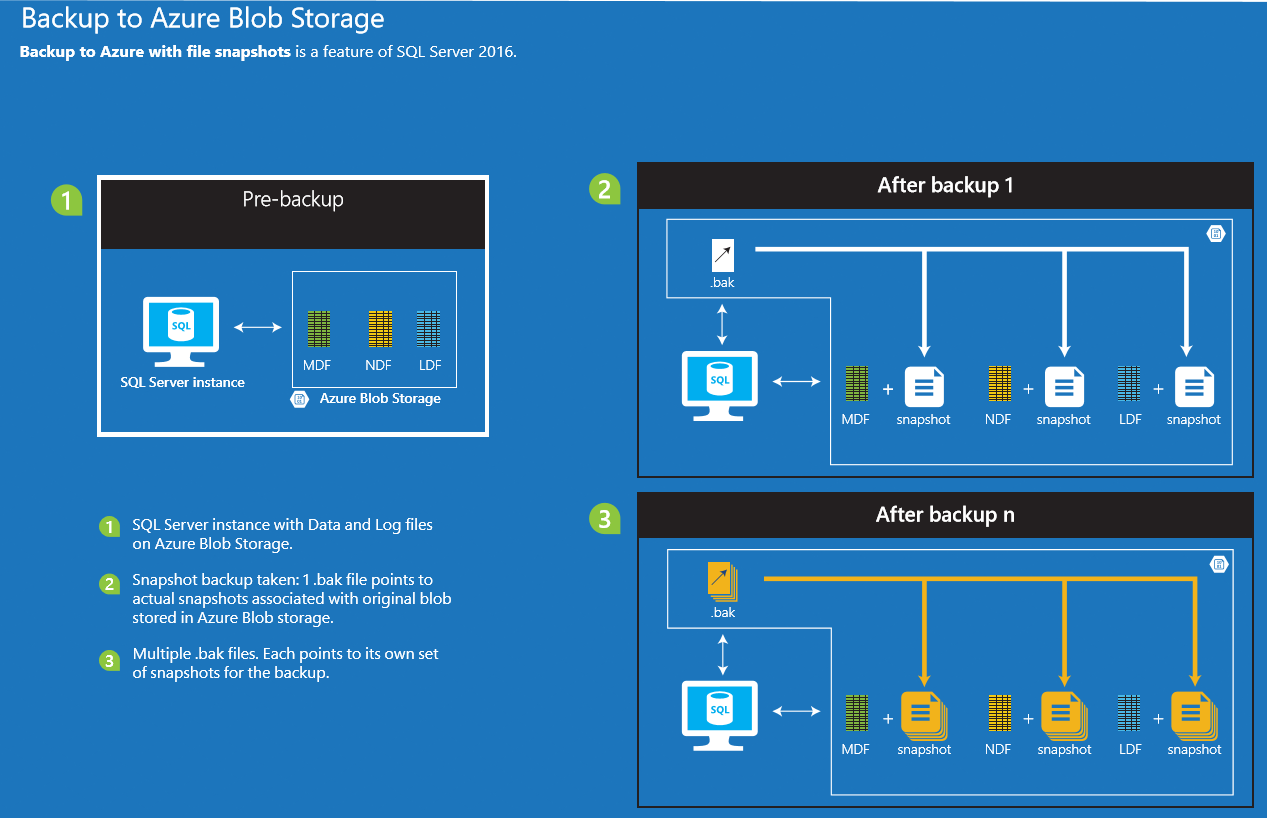 Backup to Azure Blob Storage
Backup to Azure with file snapshots is a feature of SQL Server 2016.
1
Pre-backup
SQL
SQL Server instance
MDF
NDF
LDF
Azure Blob Storage
1
SQL Server instance with Data and Log files
on Azure Blob Storage.
2
Snapshot backup taken: 1 .bak file points to
actual snapshots associated with original blob
stored in Azure Blob storage.
3
Multiple .bak files. Each points to its own set
of snapshots for the backup.
2
After backup 1
.bak
SQL
MDF
+
snapshot
NDF
+
snapshot
LDF
+
snapshot
3
After backup n
.bak
SQL
MDF
+
snapshot
NDF
+
snapshot
LDF
+
snapshot